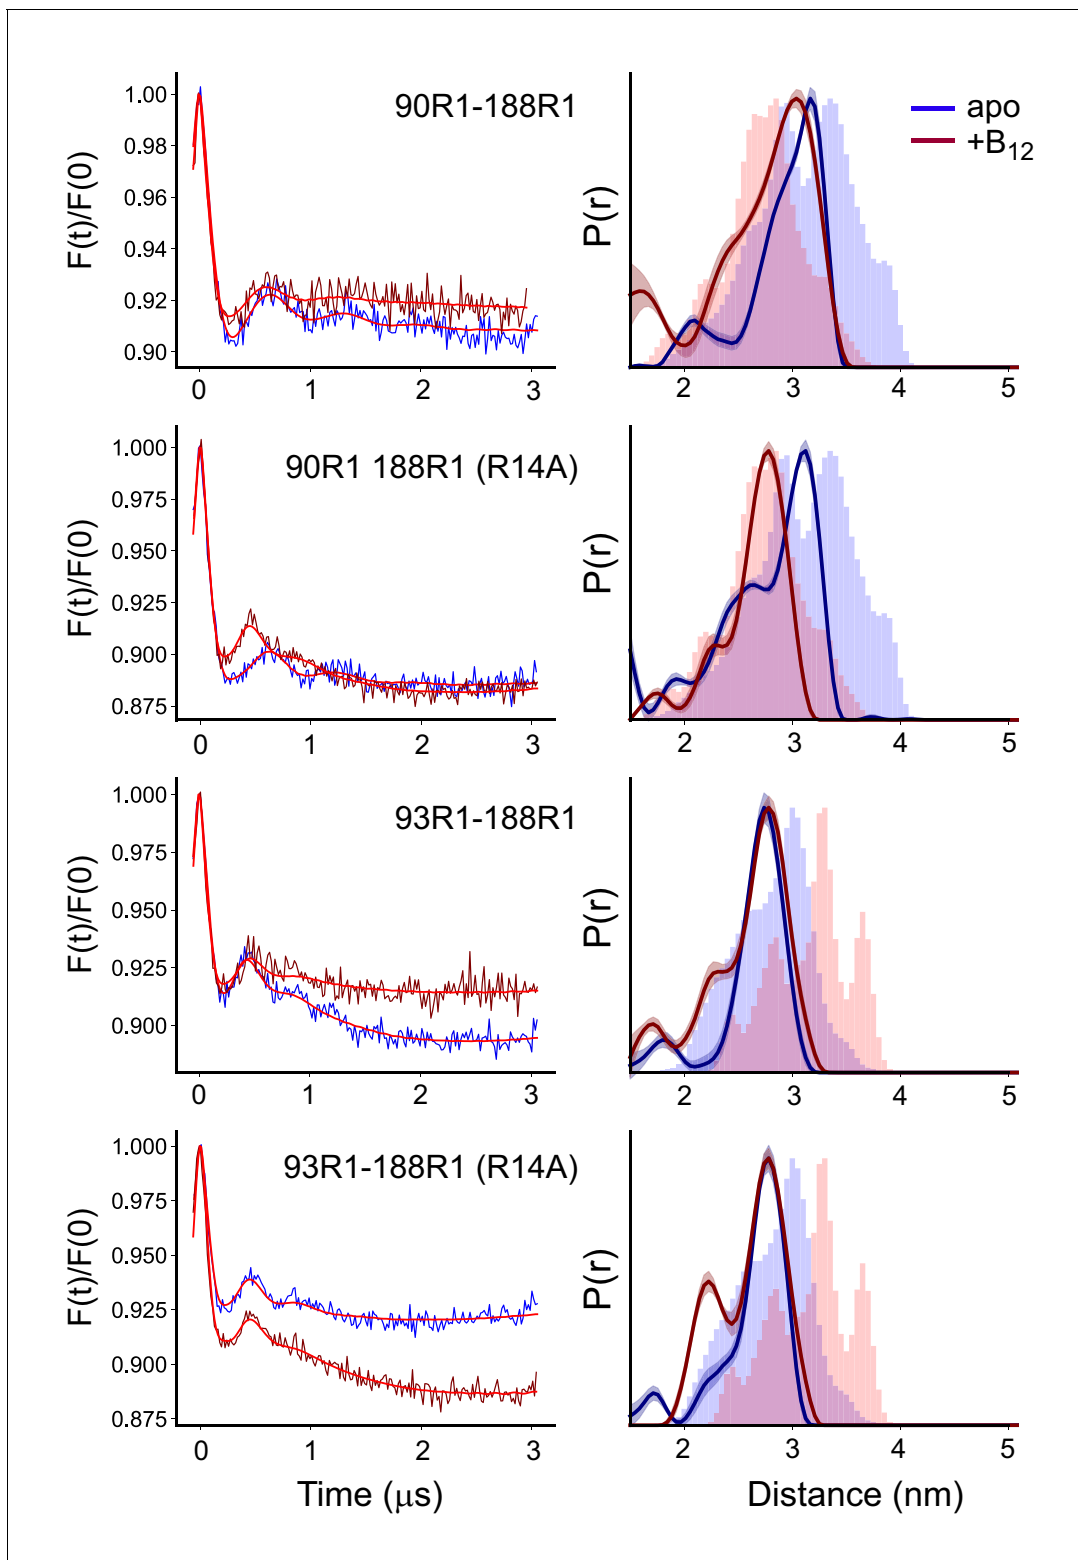 90R1-188R1
F(t)/F(0)
1.00
0.98
0.96
0.94
0.92
0.90
0 1 2 3
P(r)
apo
+B12
2 3 4 5
90R1 188R1 (R14A)
F(t)/F(0)
1.000
0.975
0.950
0.925
0.900
0.875
0 1 2 3
P(r)
2 3 4 5
93R1-188R1
F(t)/F(0)
1.000
0.975
0.950
0.925
0.900
0 1 2 3
P(r)
2 3 4 5
93R1-188R1 (R14A)
F(t)/F(0)
1.000
0.975
0.950
0.925
0.900
0.875
0 1 2 3
Time (μs)
P(r)
2 3 4 5
Distance (nm)